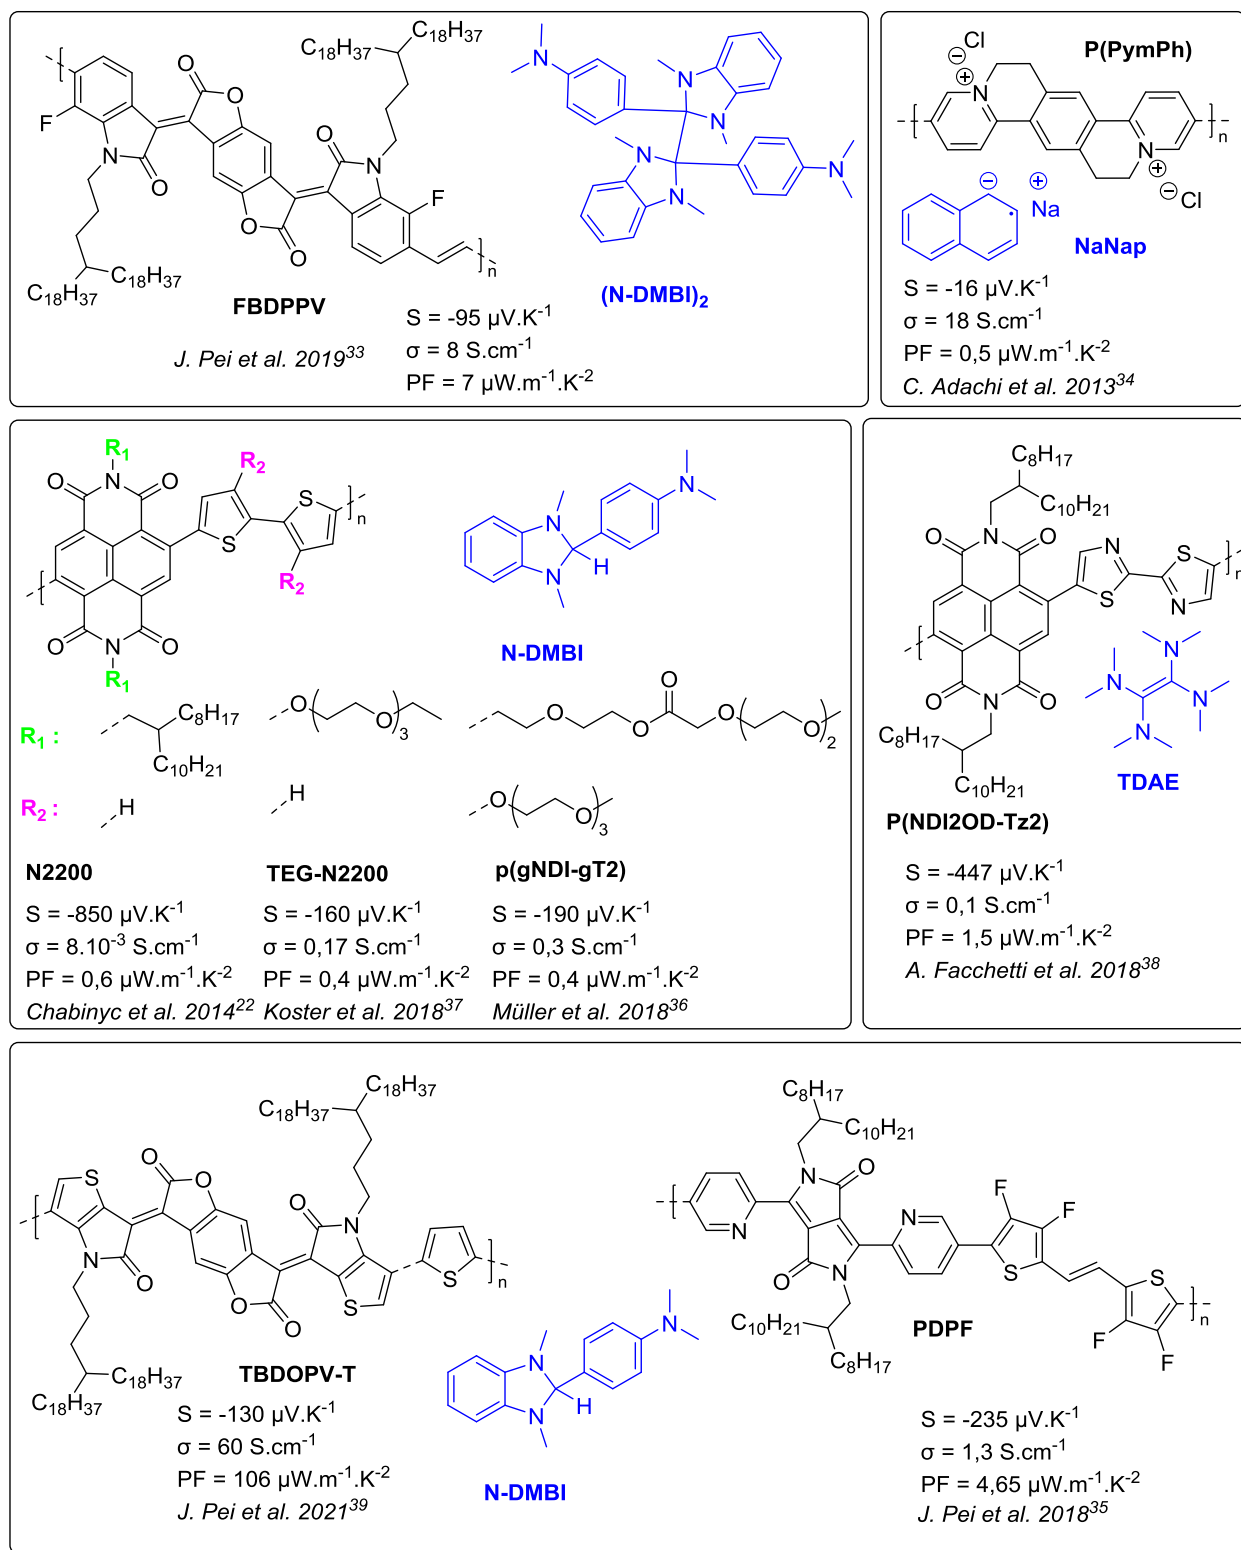 C18H37
C18H37
F
N
O
O
O
O
O
O
N
O
F
n
C18H37
C18H37
FBDPPV
N
N
N
N
N
N
(N-DMBI)2
S = -95 µV.K-1
σ = 8 S.cm-1
PF = 7 µW.m-1.K-2
J. Pei et al. 201933
Cl
P(PymPh)
N
N
n
Cl
Na
NaNap
S = -16 µV.K-1
σ = 18 S.cm-1
PF = 0,5 µW.m-1.K-2
C. Adachi et al. 201334
R1
O
N
O
R2
S
S
n
R2
O
N
O
R1
N
N
N
H
N-DMBI
R1 :
C8H17
C10H21
O
O
3
O
O
O
O
O
O
2
R2 :
H
H
O
O
3
N2200
TEG-N2200
p(gNDI-gT2)
S = -850 µV.K-1
S = -160 µV.K-1
S = -190 µV.K-1
σ = 8.10-3 S.cm-1
σ = 0,17 S.cm-1
σ = 0,3 S.cm-1
PF = 0,6 µW.m-1.K-2
PF = 0,4 µW.m-1.K-2
PF = 0,4 µW.m-1.K-2
Chabinyc et al. 201422
Koster et al. 201837
Müller et al. 201836
C8H17
C10H21
O
N
O
N
S
S
N
n
O
N
O
C8H17
C10H21
N
N
N
N
TDAE
P(NDI2OD-Tz2)
S = -447 µV.K-1
σ = 0,1 S.cm-1
PF = 1,5 µW.m-1.K-2
A. Facchetti et al. 201838
C18H37
C18H37
S
O
O
O
N
N
O
O
O
S
S
n
C18H37
C18H37
TBDOPV-T
S = -130 µV.K-1
σ = 60 S.cm-1
PF = 106 µW.m-1.K-2
J. Pei et al. 202139
N
N
N
H
N-DMBI
C8H17
C10H21
N
O
N
O
N
N
F
F
S
S
n
F
F
C10H21
C8H17
PDPF
S = -235 µV.K-1
σ = 1,3 S.cm-1
PF = 4,65 µW.m-1.K-2
J. Pei et al. 201835